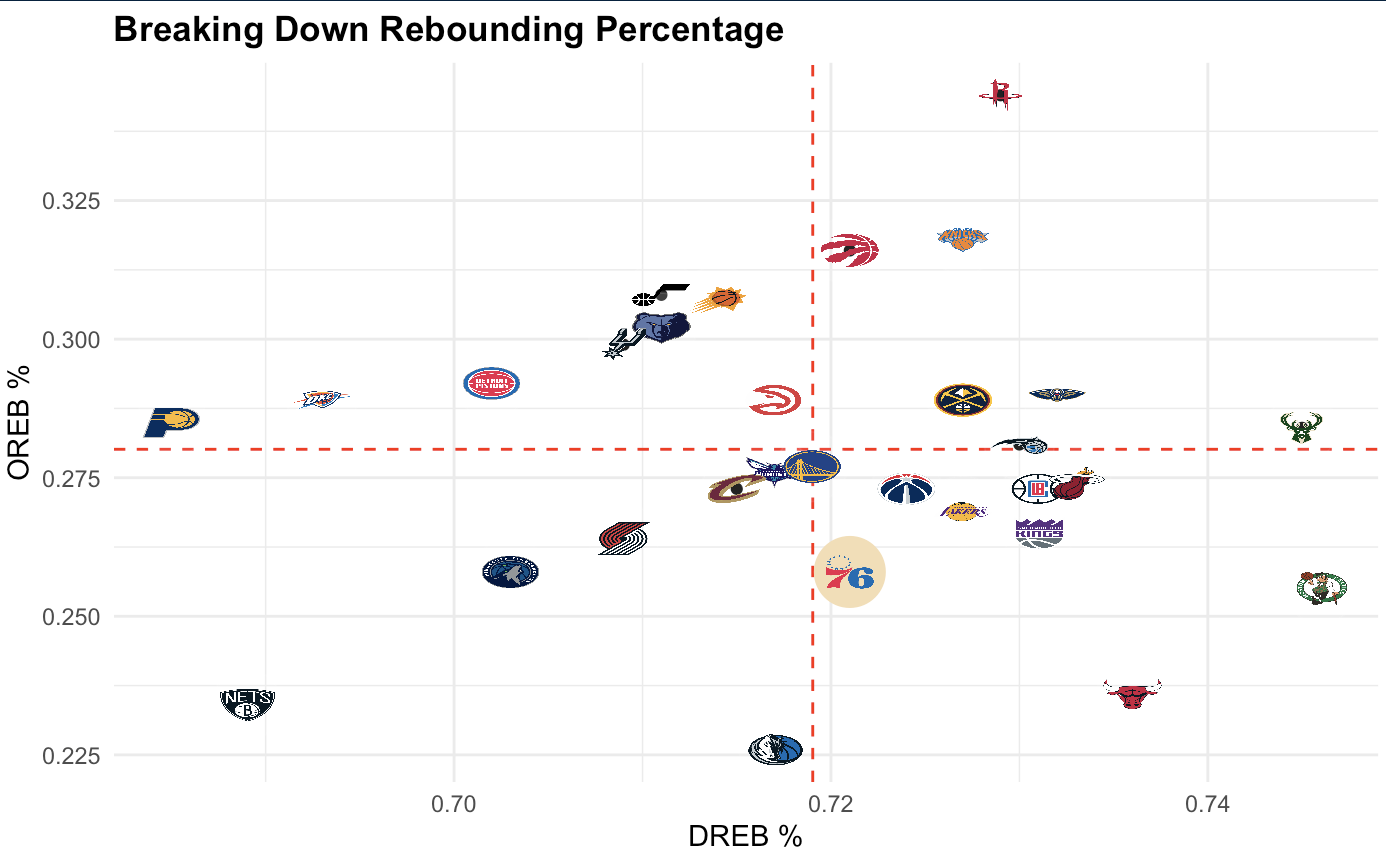 Breaking Down Rebounding Percentage
OREB %
0.325
0.300
0.275
0.250
0.225
DETROIT
PISTONS
LAKERS
KINGS
76
NETS
B
0.70
0.72
0.74
DREB %